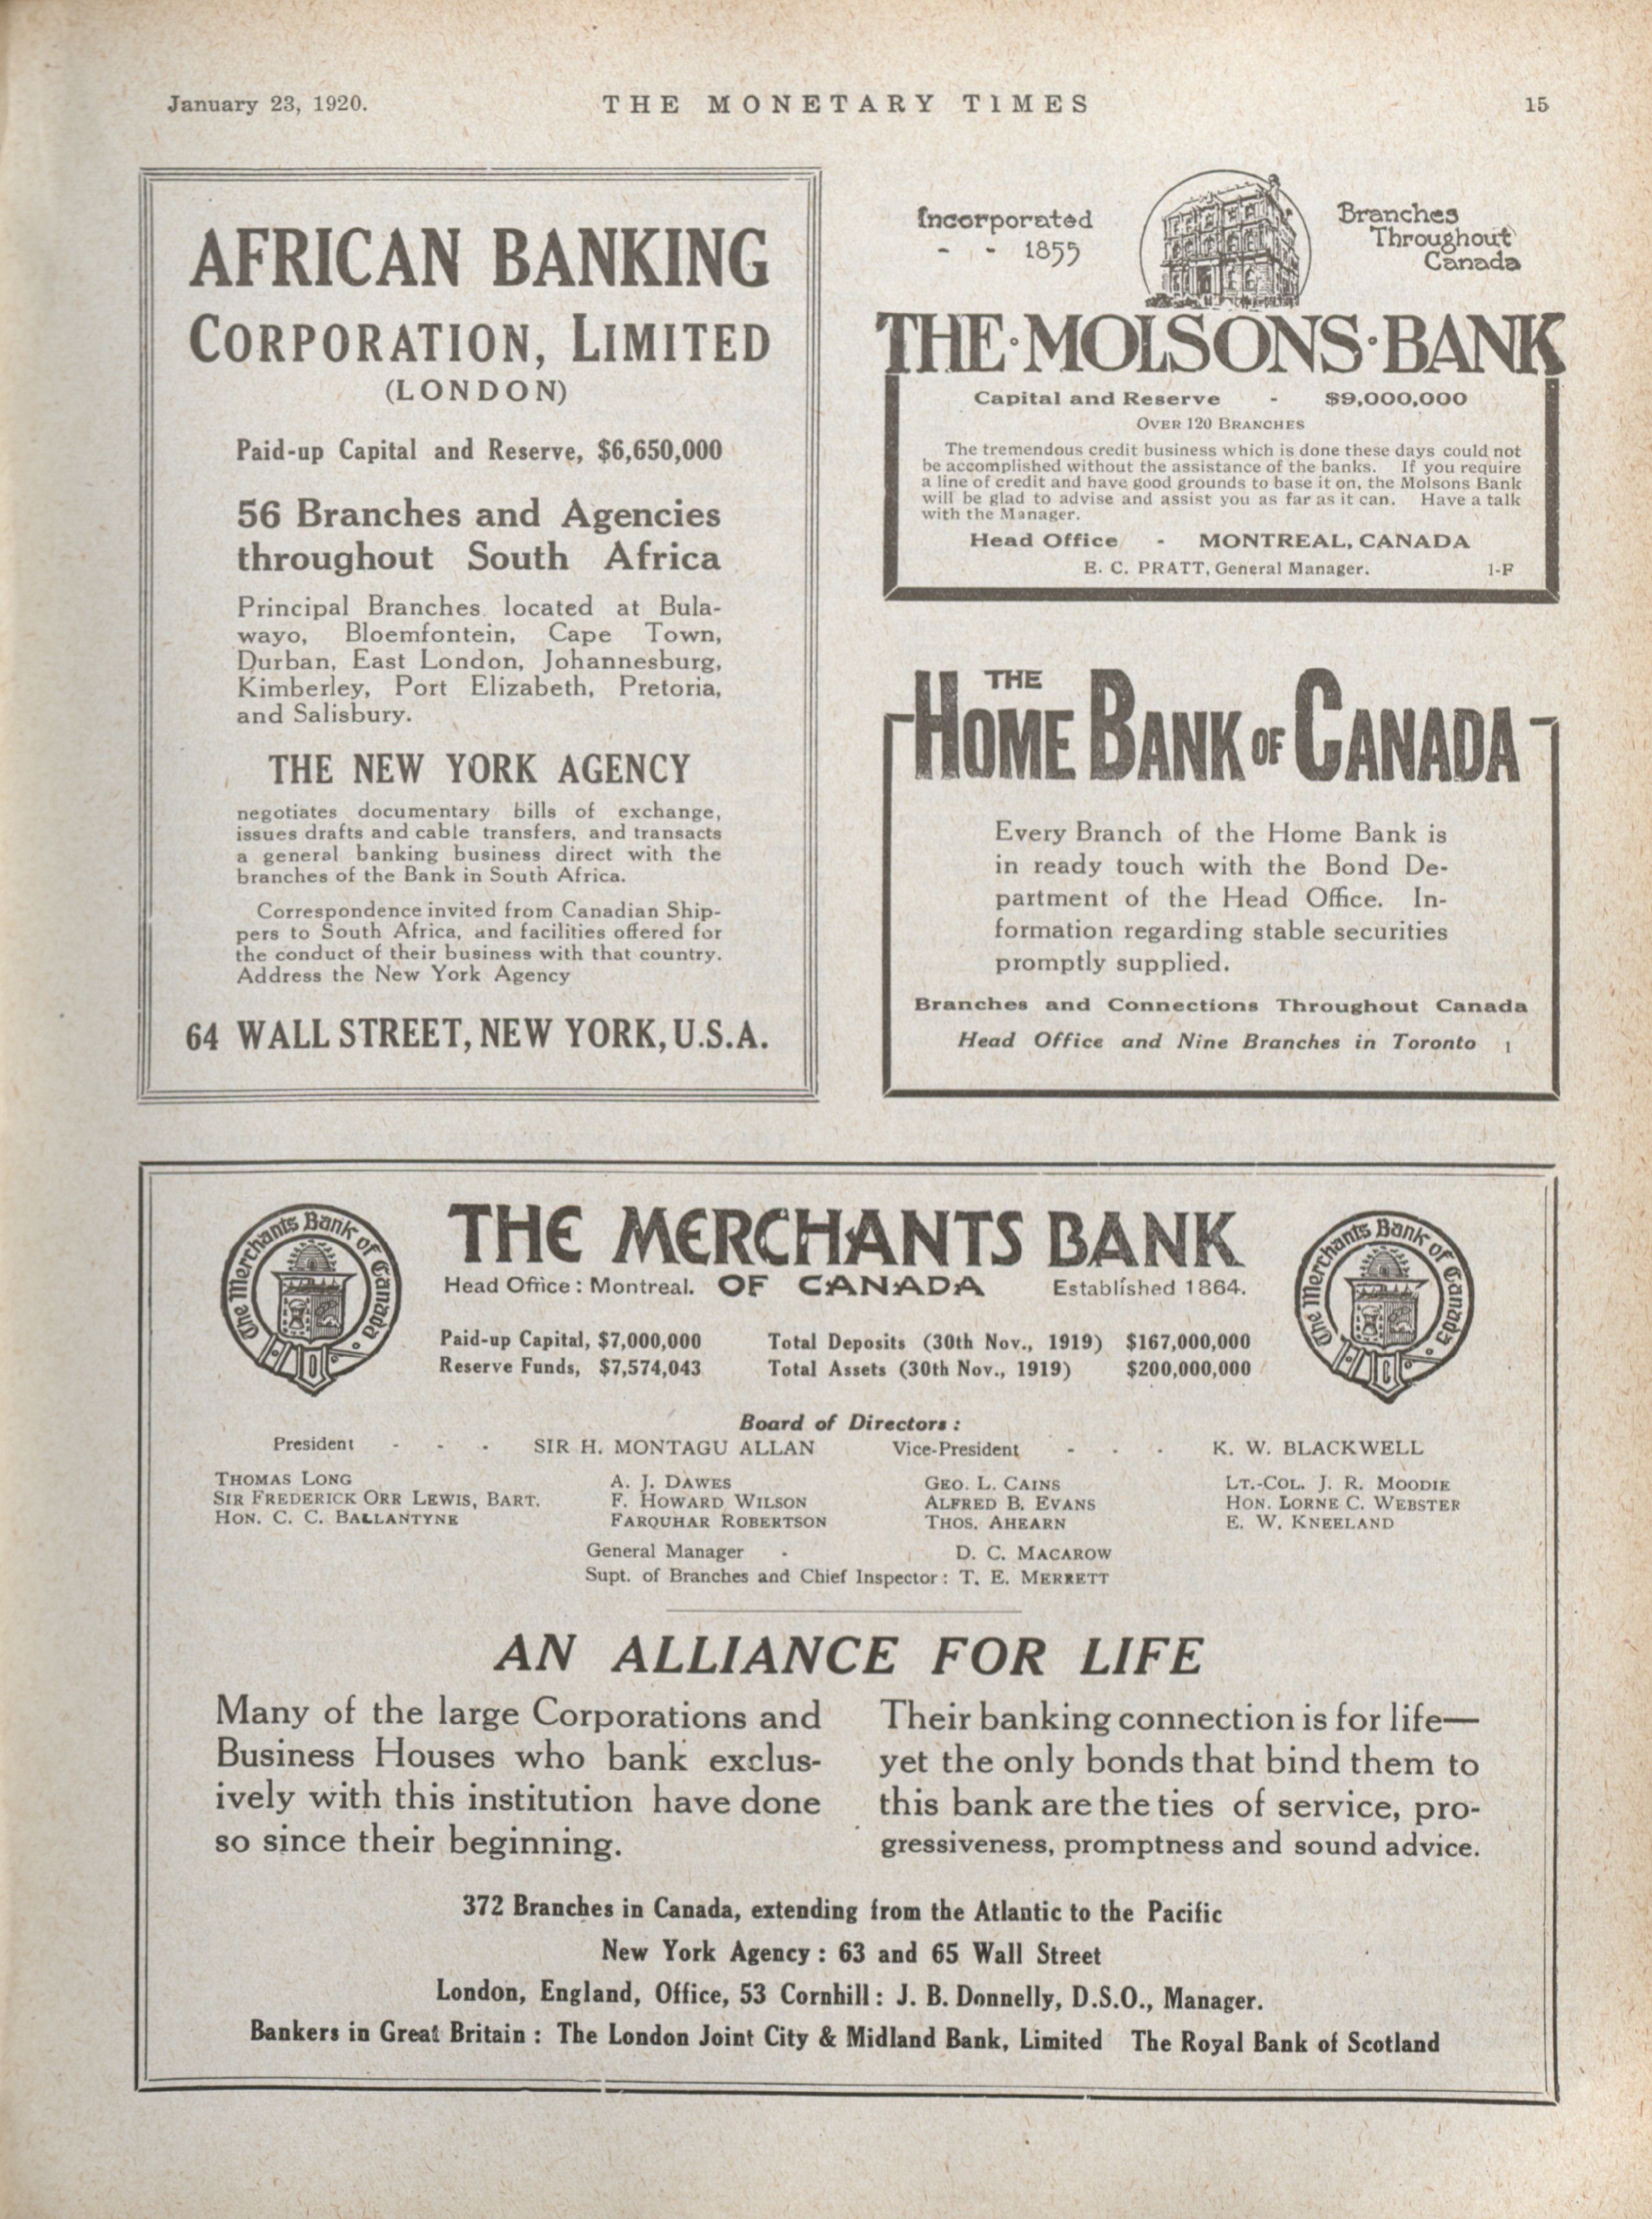 January 23, 1920.
THE MONETARY TIMES
15
AFRICAN BANKING
CORPORATION, LIMITED
(LONDON)
Paid-up Capital and Reserve, $6,650,000
56 Branches and Agencies
throughout South Africa
Principal Branches located at Bula-
wayo, Bloemfontein, Cape Town,
Durban, East London, Johannesburg,
Kimberley, Port Elizabeth, Pretoria,
and Salisbury.
THE NEW YORK AGENCY
negotiates documentary bills of exchange,
issues drafts and cable transfers, and transacts
a general banking business direct with the
branches of the Bank in South Africa.
Correspondence invited from Canadian Ship-
pers to South Africa, and facilities offered for
the conduct of their business with that country.
Address the New York Agency
64 WALL STREET, NEW YORK, U.S.A.
Incorporated
- - 1855
Branches
Throughout
Canada
THE·MOLSONS·BANK
Capital and Reserve - $9,000,000
OVER 120 BRANCHES
The tremendous credit business which is done these days could not
be accomplished without the assistance of the banks. If you require
a line of credit and have good grounds to base it on, the Molsons Bank
will be glad to advise and assist you as far as it can. Have a talk
with the Manager.
Head Office - MONTREAL, CANADA
E. C. PRATT, General Manager. 1-F
THE
HOME BANK OF CANADA
Every Branch of the Home Bank is
in ready touch with the Bond De-
partment of the Head Office. In-
formation regarding stable securities
promptly supplied.
Branches and Connections Throughout Canada
Head Office and Nine Branches in Toronto 1
The Merchants Bank of Canada
THE MERCHANTS BANK
Head Office : Montreal. OF CANADA Established 1864.
The Merchants Bank of Canada
Paid-up Capital, $7,000,000 Total Deposits (30th Nov., 1919) $167,000,000
Reserve Funds, $7,574,043 Total Assets (30th Nov., 1919) $200,000,000
Board of Directors :
President - - - SIR H. MONTAGU ALLAN Vice-President - - - K. W. BLACKWELL
THOMAS LONG A. J. DAWES GEO. L. CAINS LT.-COL. J. R. MOODIE
SIR FREDERICK ORR LEWIS, BART. F. HOWARD WILSON ALFRED B. EVANS HON. LORNE C. WEBSTER
HON. C. C. BALLANTYNE FARQUHAR ROBERTSON THOS. AHEARN E. W. KNEELAND
General Manager - D. C. MACAROW
Supt. of Branches and Chief Inspector : T. E. MERRETT
AN ALLIANCE FOR LIFE
Many of the large Corporations and
Business Houses who bank exclus-
ively with this institution have done
so since their beginning.
Their banking connection is for life—
yet the only bonds that bind them to
this bank are the ties of service, pro-
gressiveness, promptness and sound advice.
372 Branches in Canada, extending from the Atlantic to the Pacific
New York Agency : 63 and 65 Wall Street
London, England, Office, 53 Cornhill : J. B. Donnelly, D.S.O., Manager.
Bankers in Great Britain : The London Joint City & Midland Bank, Limited The Royal Bank of Scotland